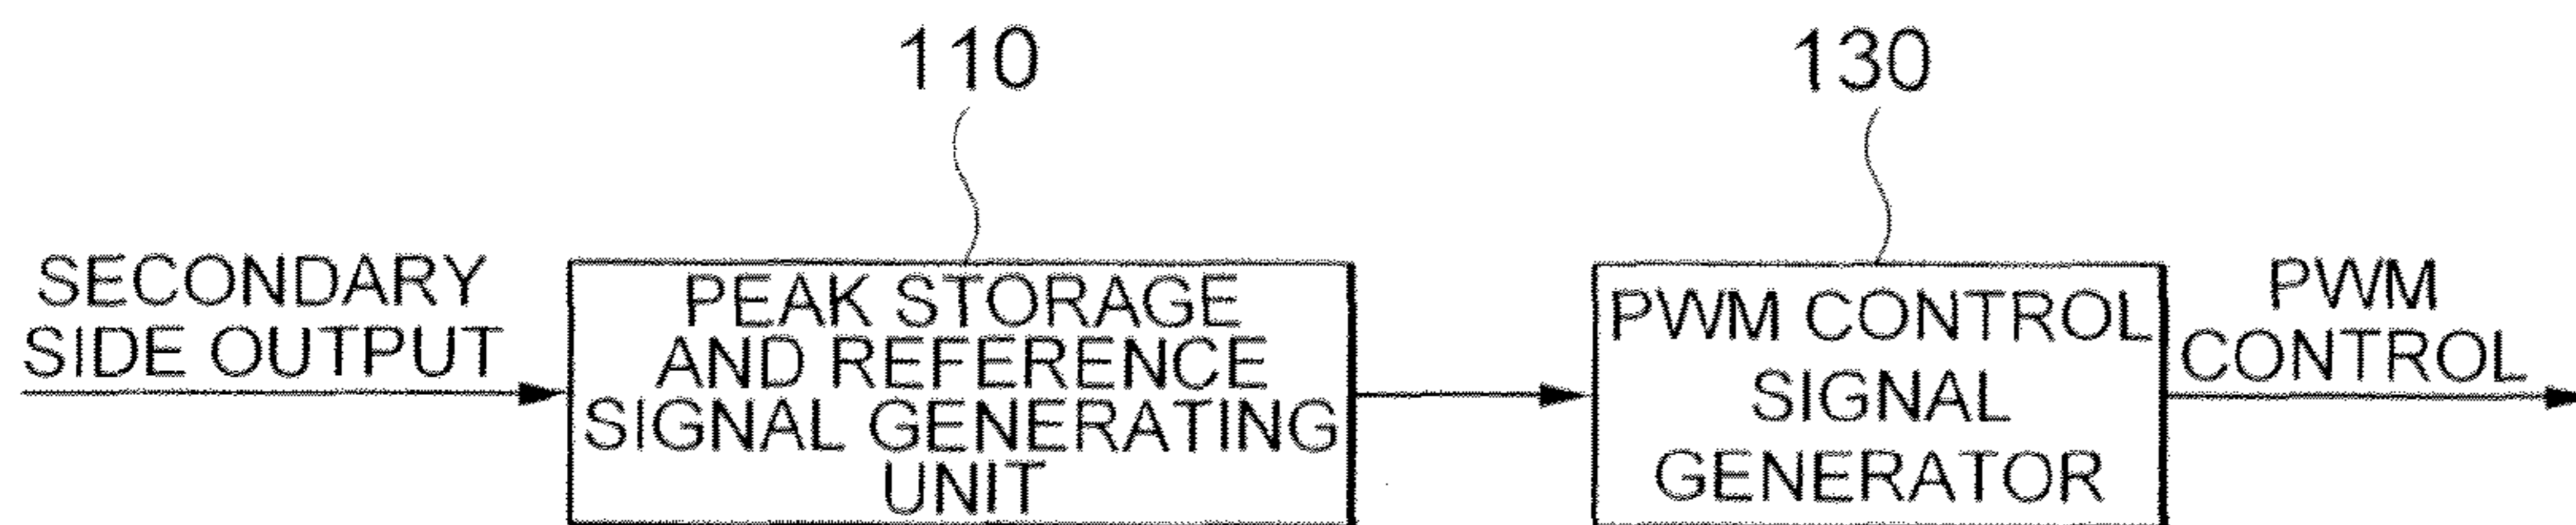 110
130
SECONDARY
SIDE OUTPUT
PEAK STORAGE
AND REFERENCE
SIGNAL GENERATING
UNIT
PWM CONTROL
SIGNAL
GENERATOR
PWM
CONTROL